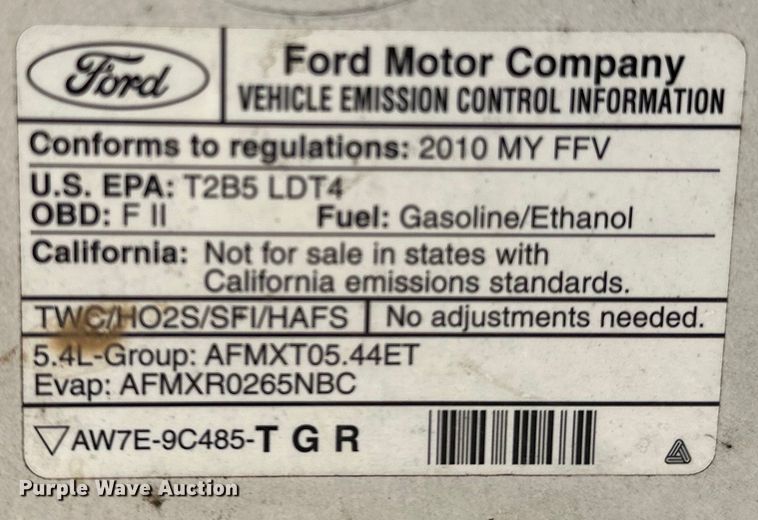 Ford
Ford Motor Company
VEHICLE EMISSION CONTROL INFORMATION
Conforms to regulations: 2010 MY FFV
U.S. EPA: T2B5 LDT4
OBD: F II Fuel: Gasoline/Ethanol
California: Not for sale in states with
California emissions standards.
TWC/HO2S/SFI/HAFS No adjustments needed.
5.4L-Group: AFMXT05.44ET
Evap: AFMXR0265NBC
▽AW7E-9C485-T G R
Purple Wave Auction